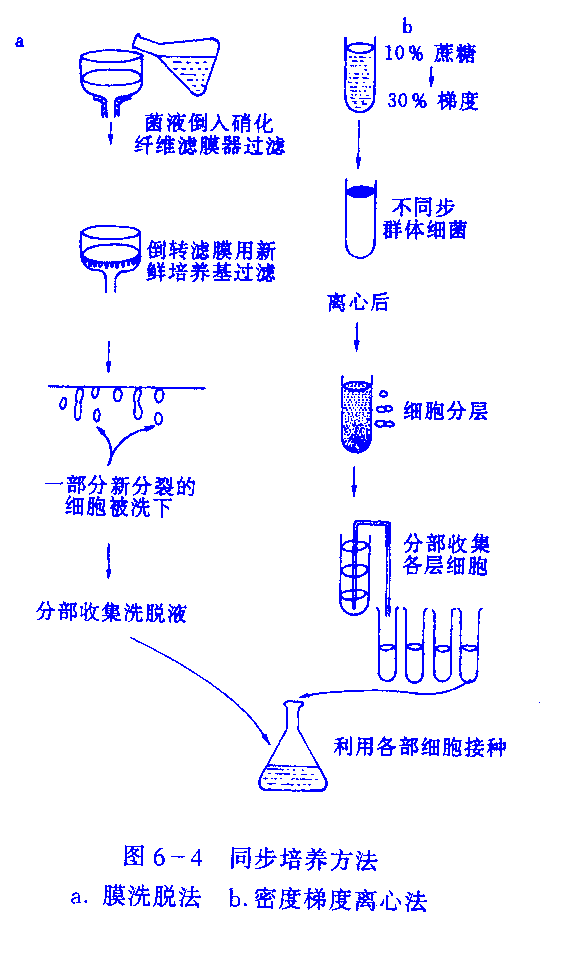 a
菌液倒入硝化
纤维滤膜器过滤
倒转滤膜用新
鲜培养基过滤
一部分新分裂的
细胞被洗下
分部收集洗脱液
b
10% 蔗糖
30% 梯度
不同步
群体细菌
离心后
细胞分层
分部收集
各层细胞
利用各部细胞接种
图 6-4 同步培养方法
a. 膜洗脱法 b.密度梯度离心法